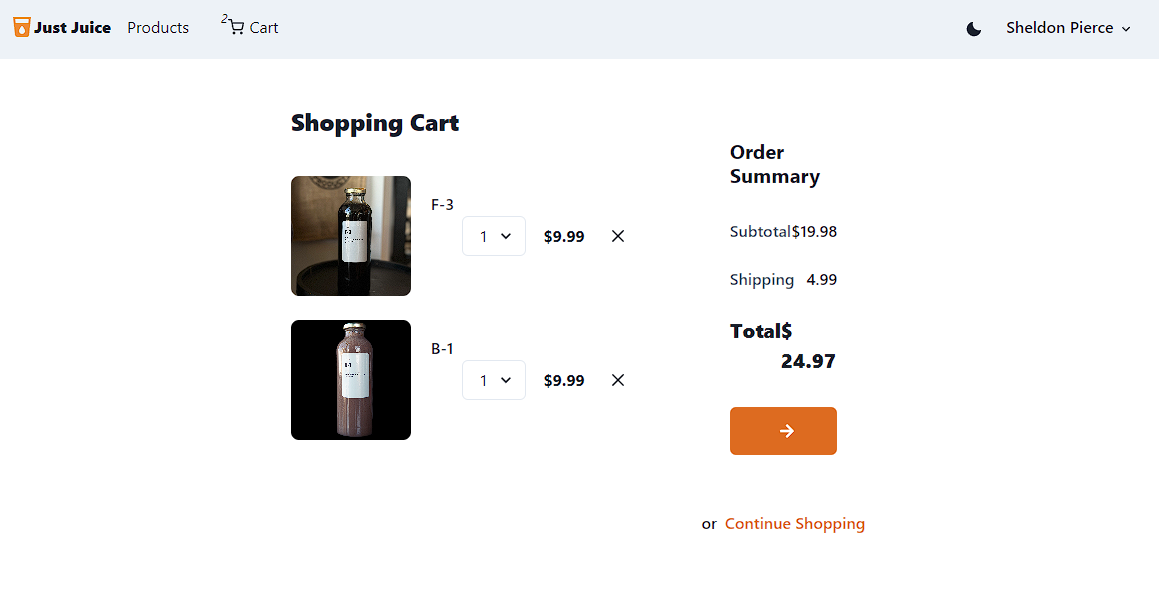 Just Juice Products 2 Cart Sheldon Pierce
Shopping Cart
F-3
1 $9.99
B-1
1 $9.99
Order
Summary
Subtotal$19.98
Shipping 4.99
Total$
24.97
or Continue Shopping